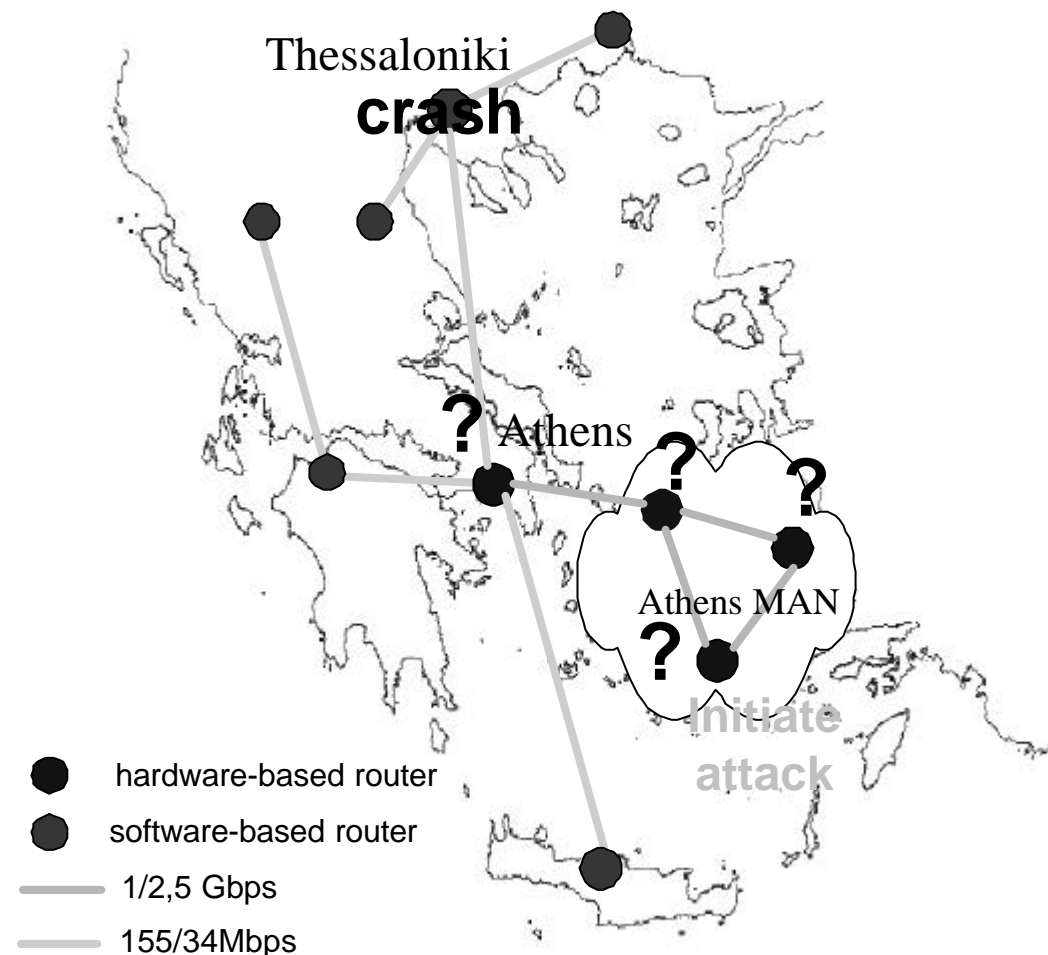 Thessaloniki
crash
?
Athens
?
?
Athens MAN
?
Initiate
attack
hardware-based router
software-based router
1/2,5 Gbps
155/34Mbps